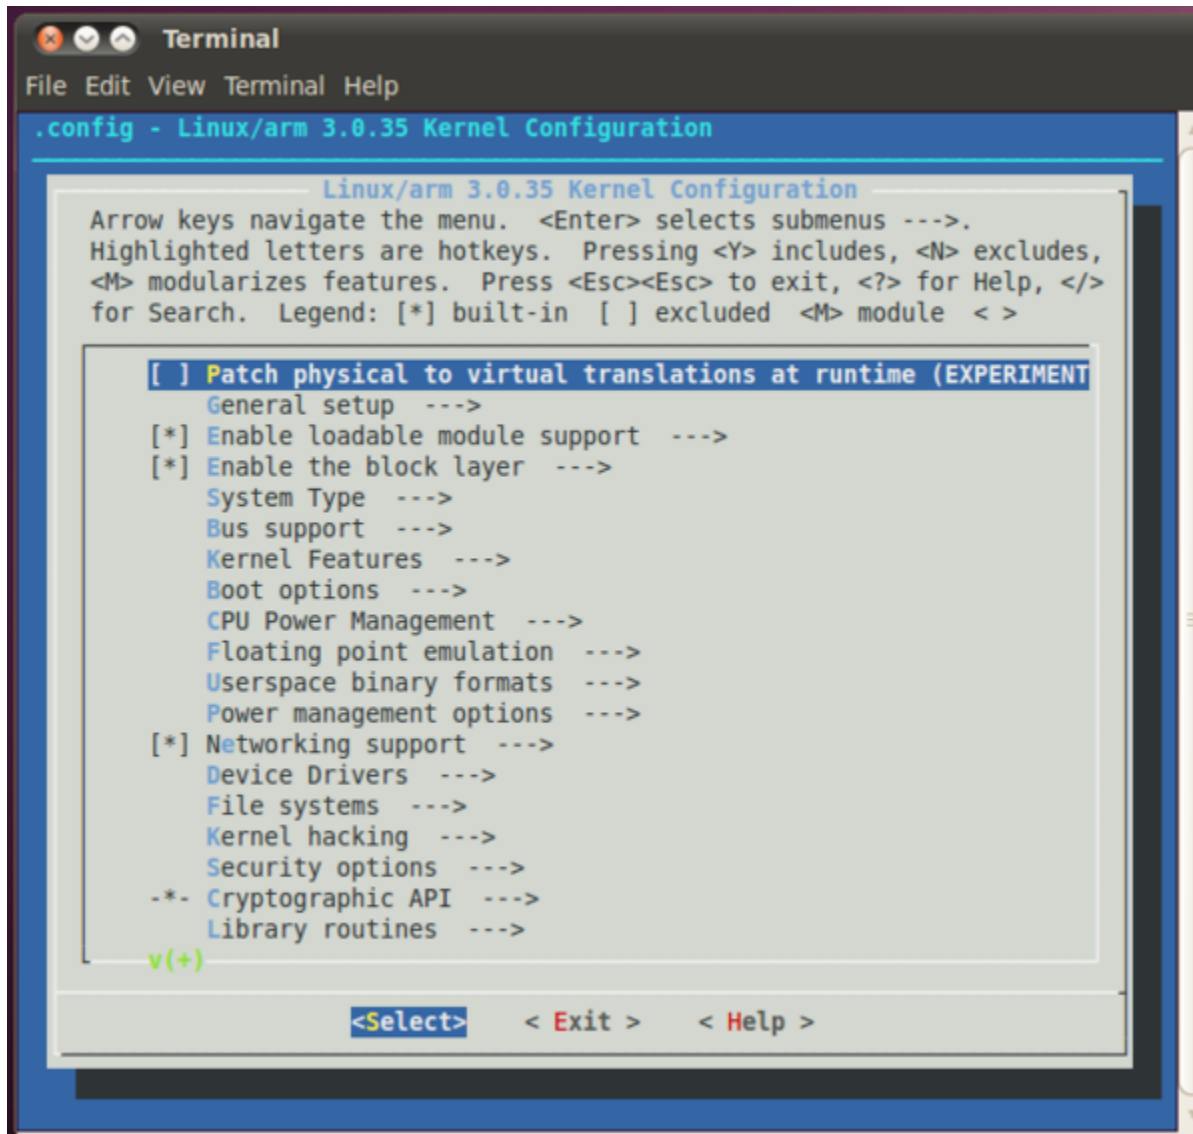 Terminal
File Edit View Terminal Help
.config - Linux/arm 3.0.35 Kernel Configuration
Linux/arm 3.0.35 Kernel Configuration
Arrow keys navigate the menu.  <Enter> selects submenus --->.
Highlighted letters are hotkeys.  Pressing <Y> includes, <N> excludes,
<M> modularizes features.  Press <Esc><Esc> to exit, <?> for Help, </>
for Search.  Legend: [*] built-in  [ ] excluded  <M> module  < >
[ ] Patch physical to virtual translations at runtime (EXPERIMENT
General setup  --->
[*] Enable loadable module support  --->
[*] Enable the block layer  --->
System Type  --->
Bus support  --->
Kernel Features  --->
Boot options  --->
CPU Power Management  --->
Floating point emulation  --->
Userspace binary formats  --->
Power management options  --->
[*] Networking support  --->
Device Drivers  --->
File systems  --->
Kernel hacking  --->
Security options  --->
-*- Cryptographic API  --->
Library routines  --->
v(+)
<Select>    < Exit >    < Help >